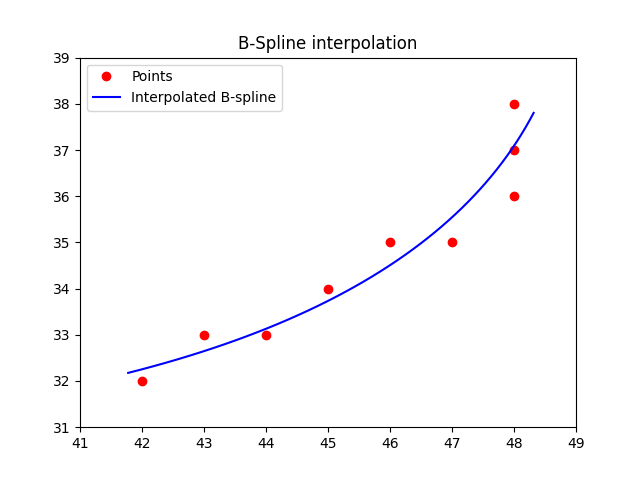 B-Spline interpolation
39
38
37
36
35
34
33
32
31
Points
Interpolated B-spline
41 42 43 44 45 46 47 48 49